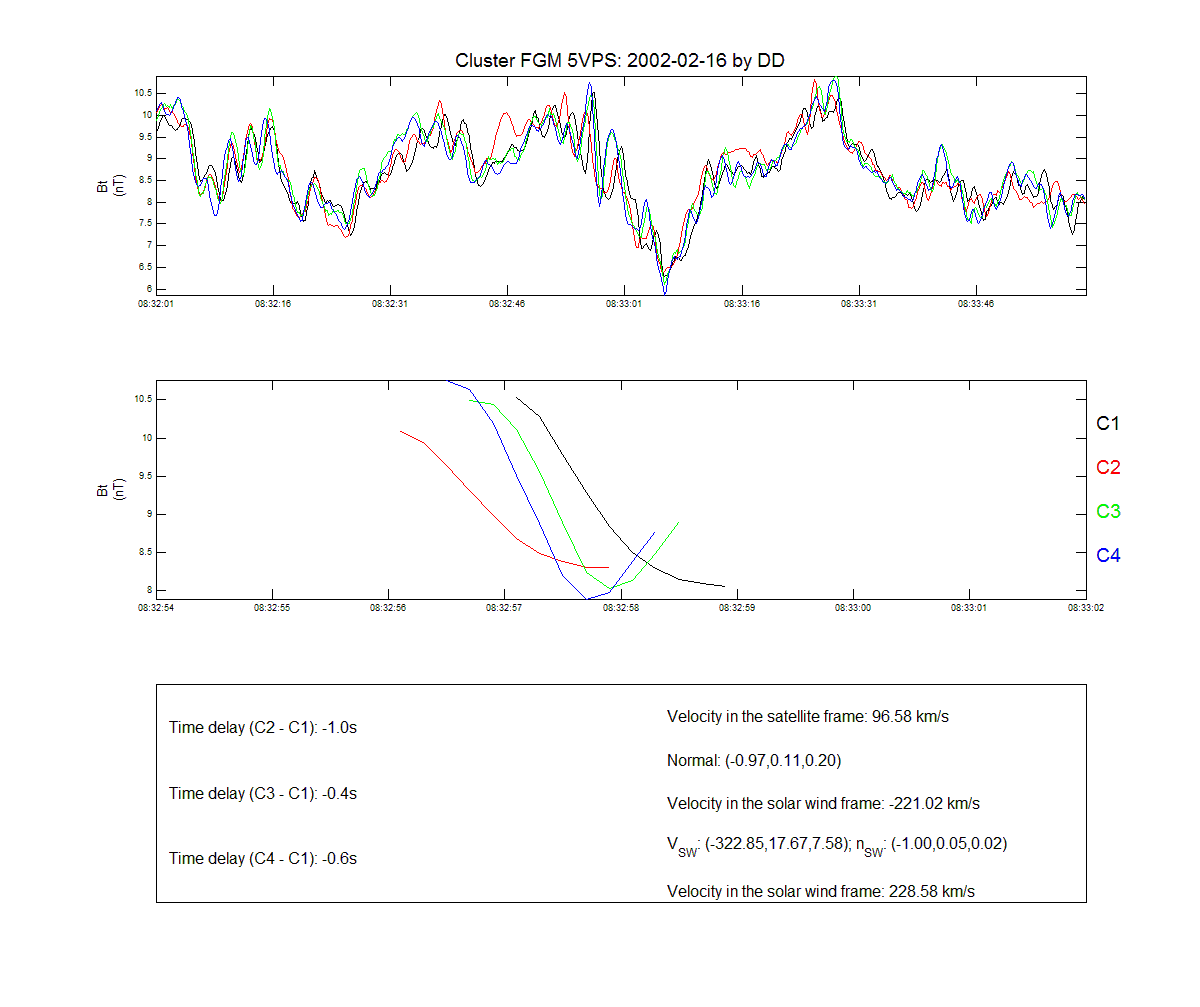 Cluster FGM 5VPS: 2002-02-16 by DD
10.5
10
9.5
9
8.5
8
7.5
7
6.5
6
Bt
(nT)
08:32:01 08:32:16 08:32:31 08:32:46 08:33:01 08:33:16 08:33:31 08:33:46
10.5
10
9.5
9
8.5
8
Bt
(nT)
08:32:54 08:32:55 08:32:56 08:32:57 08:32:58 08:32:59 08:33:00 08:33:01 08:33:02
C1
C2
C3
C4
Time delay (C2 - C1): -1.0s
Time delay (C3 - C1): -0.4s
Time delay (C4 - C1): -0.6s
Velocity in the satellite frame: 96.58 km/s
Normal: (-0.97,0.11,0.20)
Velocity in the solar wind frame: -221.02 km/s
VSW: (-322.85,17.67,7.58); nSW: (-1.00,0.05,0.02)
Velocity in the solar wind frame: 228.58 km/s